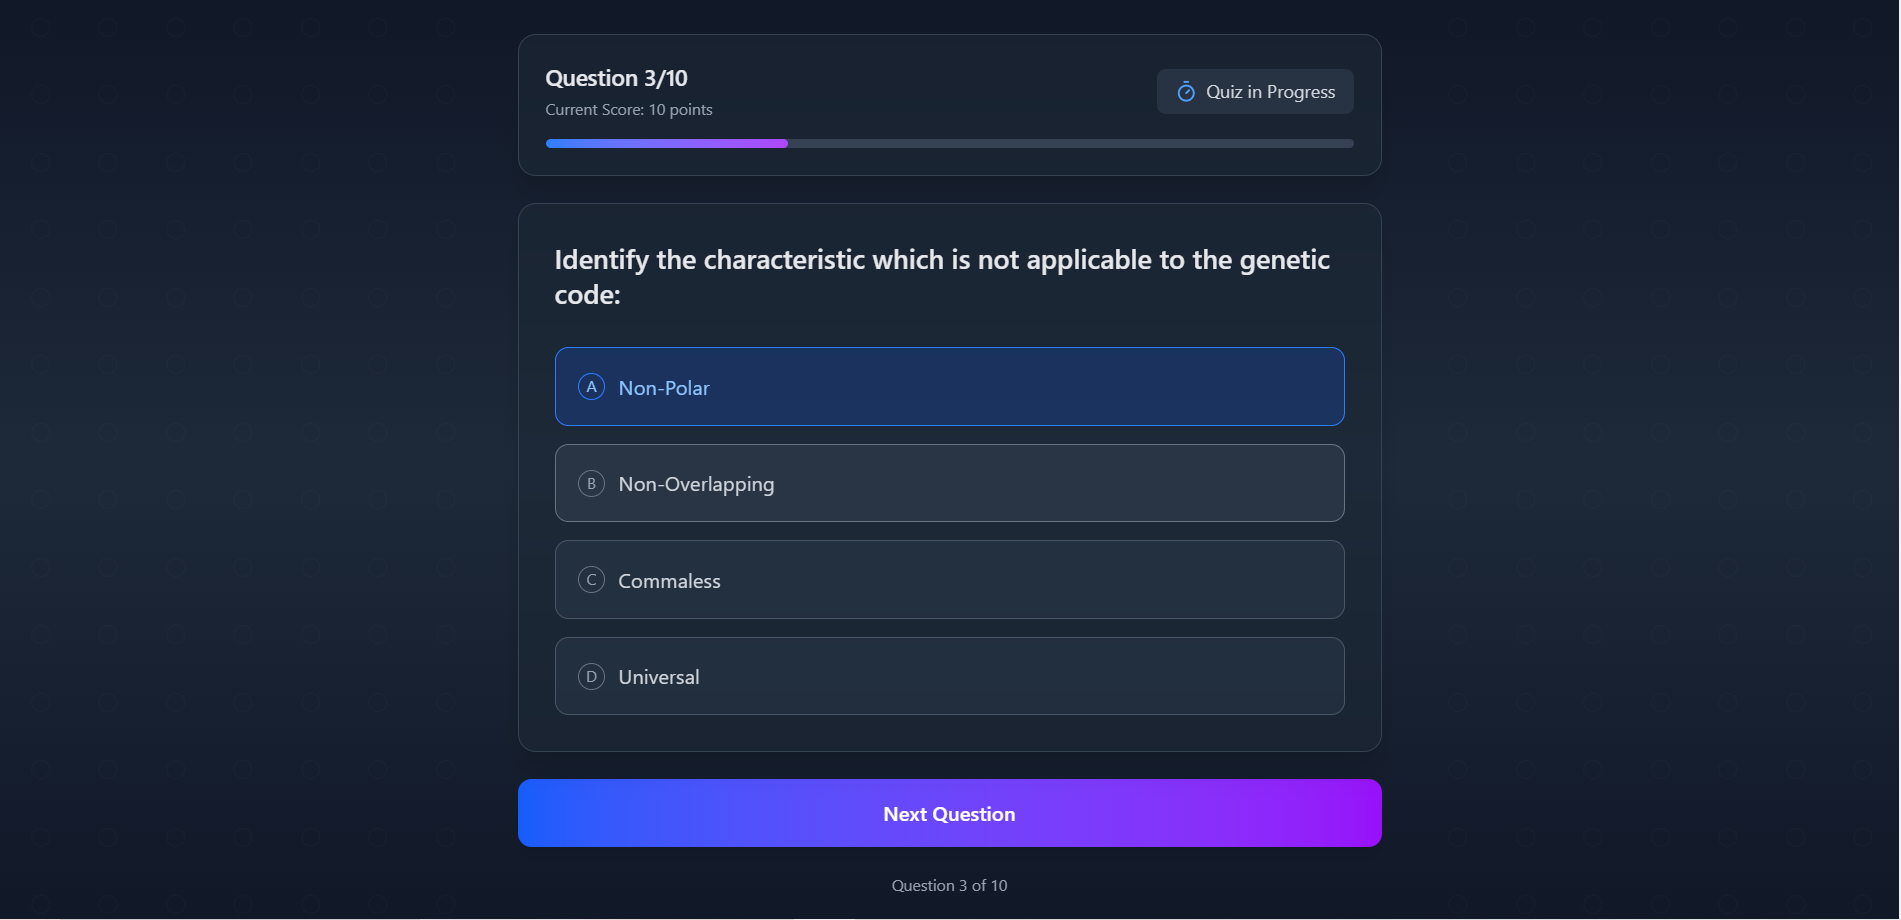 Question 3/10
Current Score: 10 points
Quiz in Progress
Identify the characteristic which is not applicable to the genetic
code:
A Non-Polar
B Non-Overlapping
C Commaless
D Universal
Next Question
Question 3 of 10